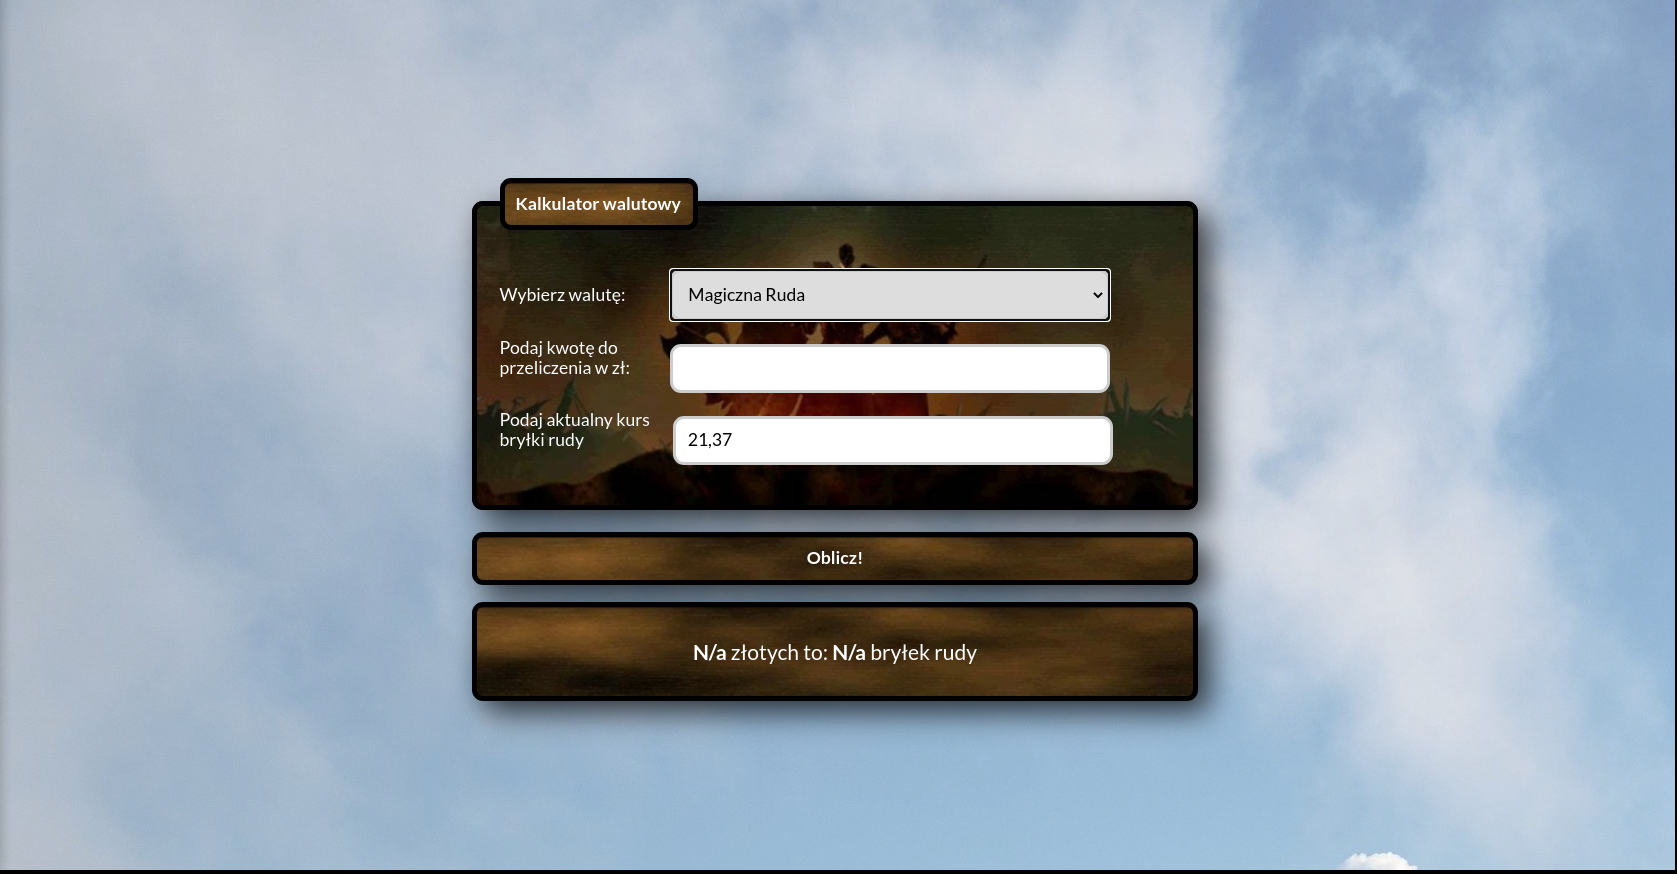 Kalkulator walutowy
Wybierz walutę:
Magiczna Ruda
Podaj kwotę do
przeliczenia w zł:
Podaj aktualny kurs
bryłki rudy
21,37
Oblicz!
N/a złotych to: N/a bryłek rudy